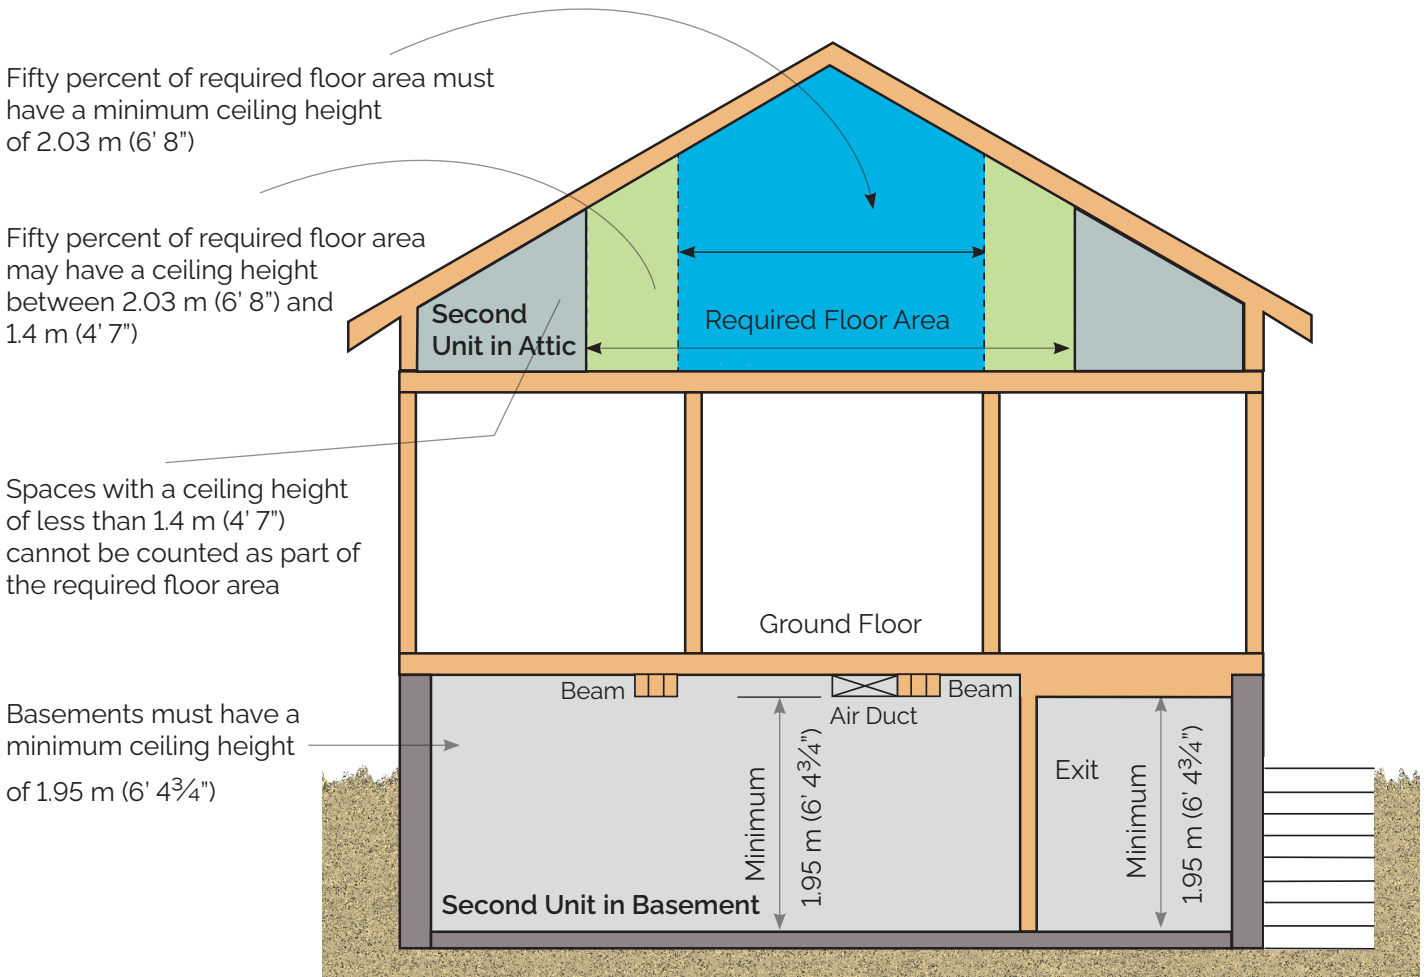 Fifty percent of required floor area must
have a minimum ceiling height
of 2.03 m (6’ 8”)
Fifty percent of required floor area
may have a ceiling height
between 2.03 m (6’ 8”) and
1.4 m (4’ 7”)
Second
Unit in Attic
Required Floor Area
Spaces with a ceiling height
of less than 1.4 m (4’ 7”)
cannot be counted as part of
the required floor area
Ground Floor
Beam
Beam
Air Duct
Basements must have a
minimum ceiling height
of 1.95 m (6’ 4¾”)
Minimum
1.95 m (6’ 4¾”)
Exit
Minimum
1.95 m (6’ 4¾”)
Second Unit in Basement